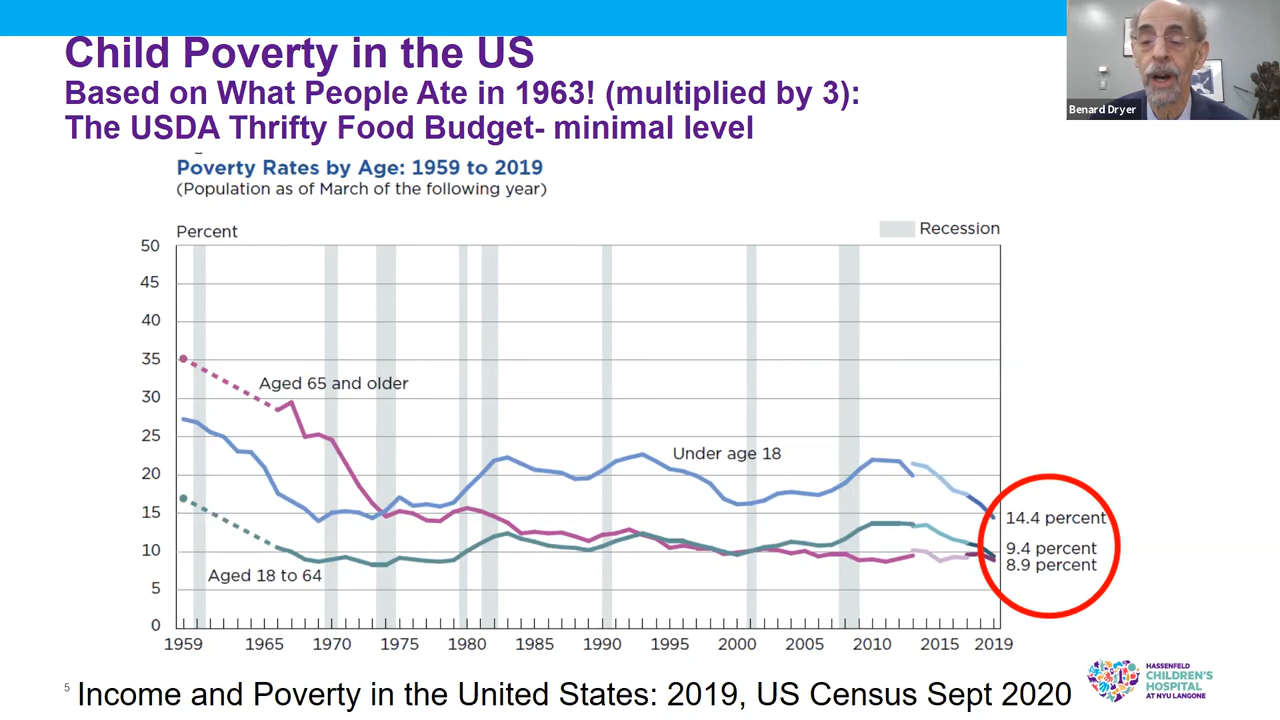 Child Poverty in the US
Based on What People Ate in 1963! (multiplied by 3):
The USDA Thrifty Food Budget- minimal level
Benard Dryer
Poverty Rates by Age: 1959 to 2019
(Population as of March of the following year)
Percent
Recession
50
45
40
35
30
25
20
15
10
5
0
Aged 65 and older
Under age 18
Aged 18 to 64
14.4 percent
9.4 percent
8.9 percent
1959 1965 1970 1975 1980 1985 1990 1995 2000 2005 2010 2015 2019
5 Income and Poverty in the United States: 2019, US Census Sept 2020
HASSENFELD
CHILDREN'S
HOSPITAL
AT NYU LANGONE